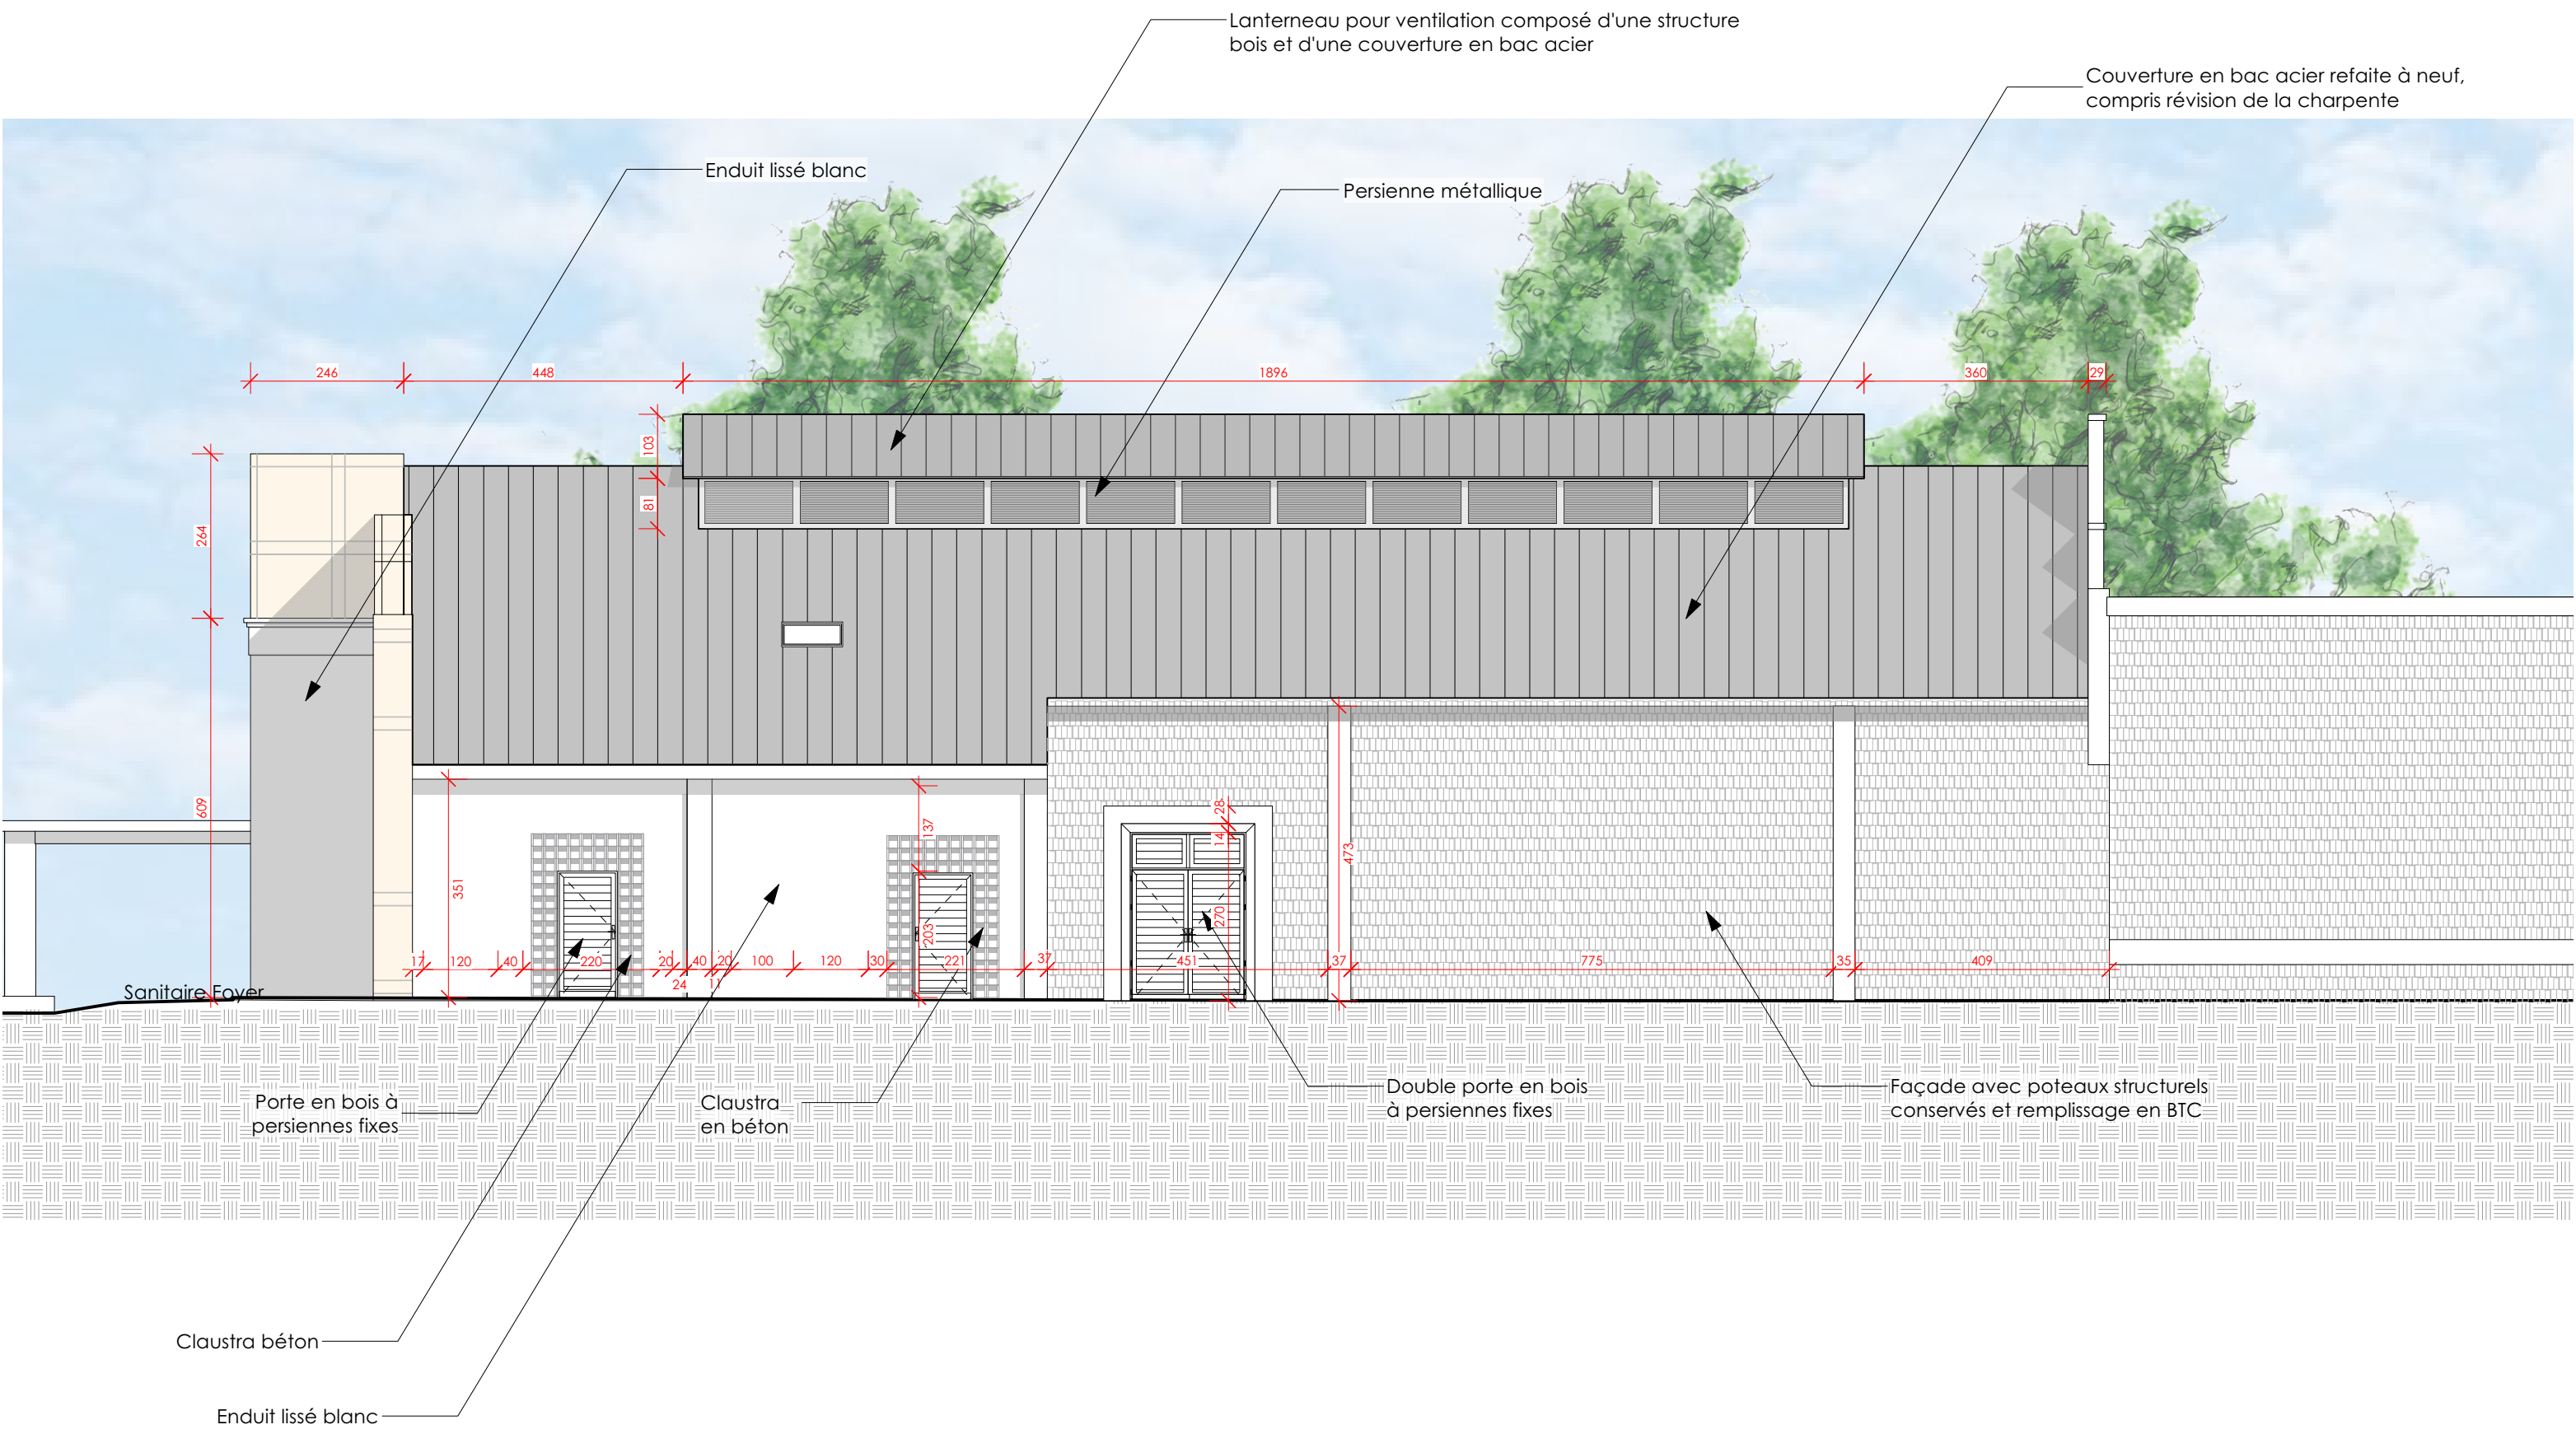 Lanterneau pour ventilation composé d'une structure
bois et d'une couverture en bac acier
Couverture en bac acier refaite à neuf,
compris révision de la charpente
Enduit lissé blanc
Persienne métallique
246
448
1896
360
29
103
81
264
609
351
137
203
28
14
270
473
17
120
40
220
20
24
40
11
20
100
120
30
221
37
451
37
775
35
409
Sanitaire Foyer
Porte en bois à
persiennes fixes
Claustra
en béton
Double porte en bois
à persiennes fixes
Façade avec poteaux structurels
conservés et remplissage en BTC
Claustra béton
Enduit lissé blanc